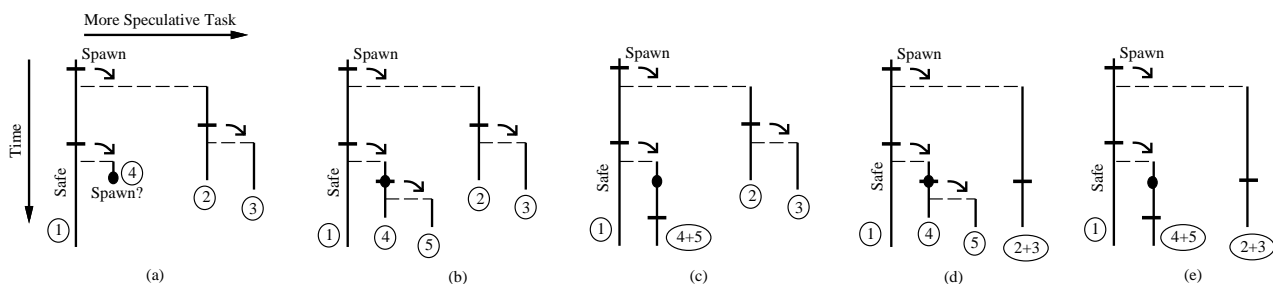 More Speculative Task
Time
Spawn
Safe
4
Spawn?
2
3
1
(a)
Spawn
Safe
2
3
1
4
5
(b)
Spawn
Safe
2
3
1
4+5
(c)
Spawn
Safe
1
4
5
2+3
(d)
Spawn
Safe
1
4+5
2+3
(e)